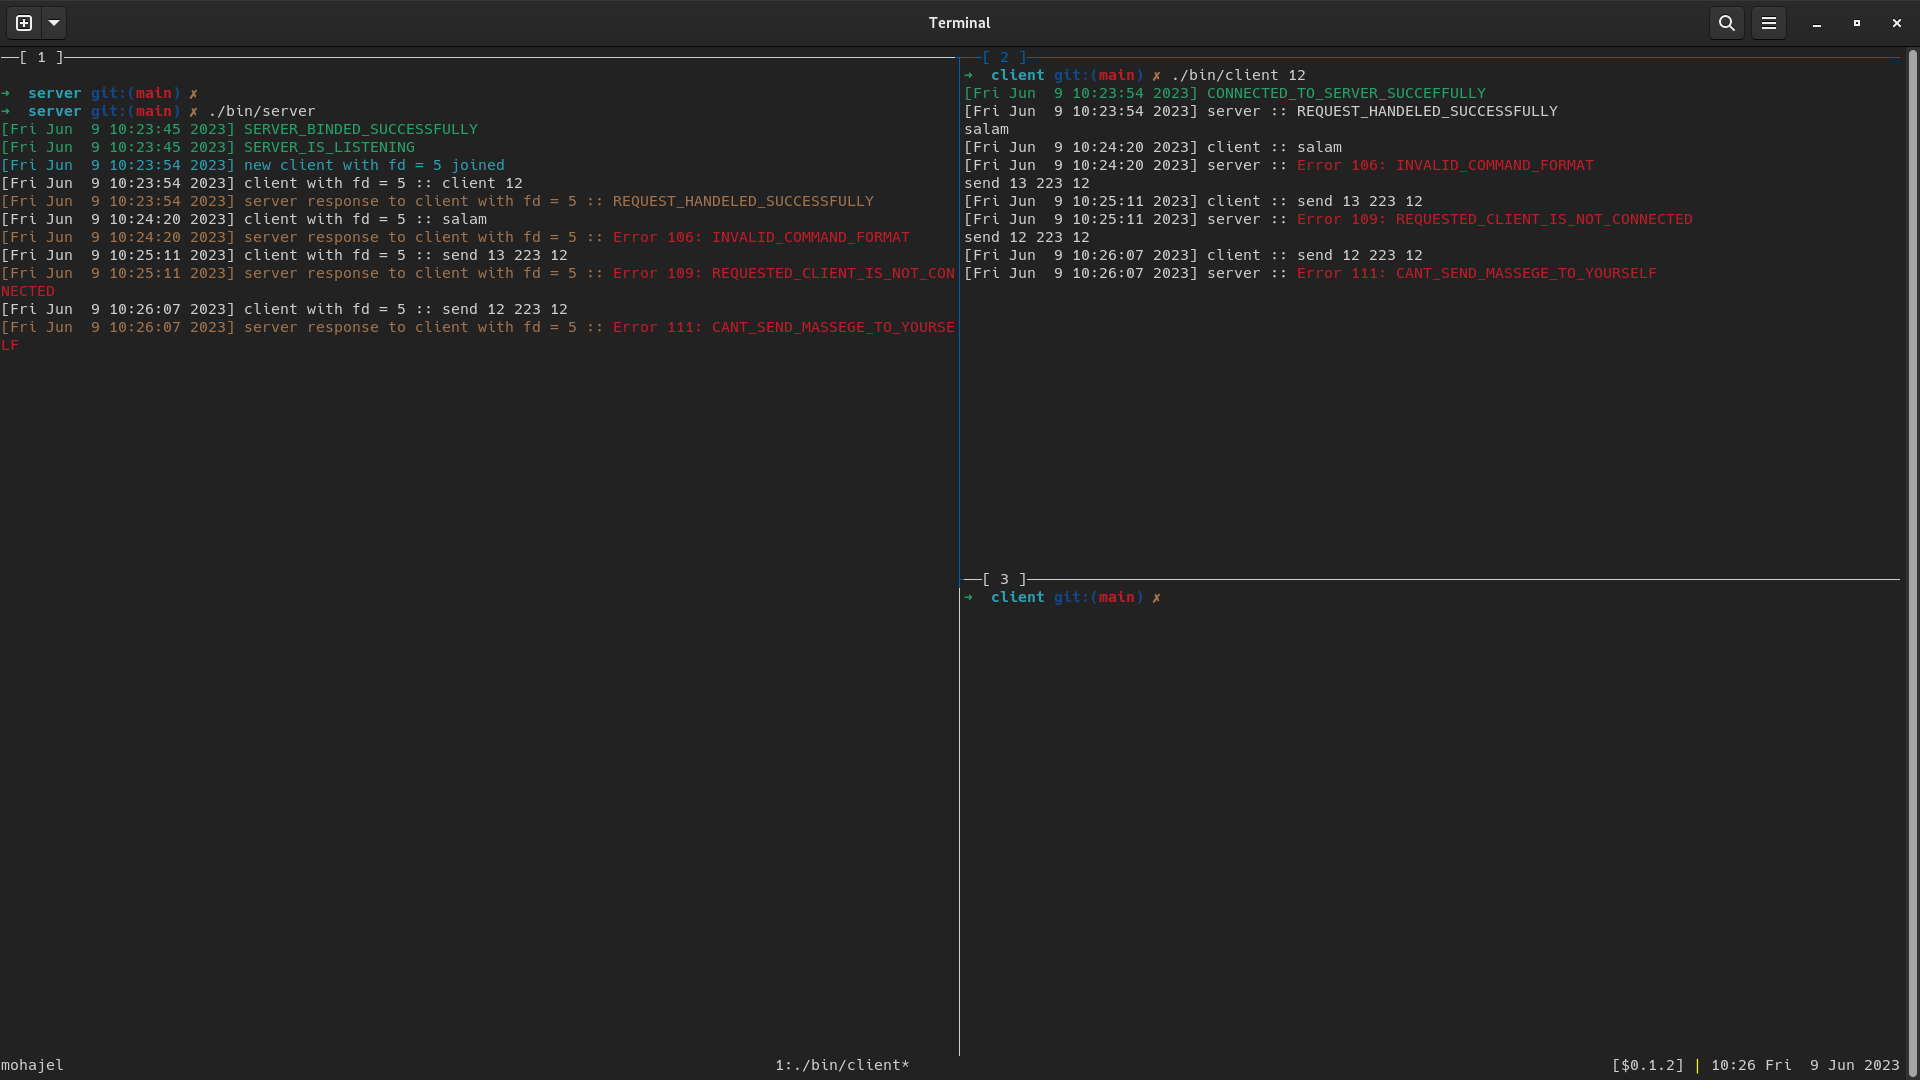 Terminal
[ 1 ]
➜  server git:(main) ✗
➜  server git:(main) ✗ ./bin/server
[Fri Jun  9 10:23:45 2023] SERVER_BINDED_SUCCESSFULLY
[Fri Jun  9 10:23:45 2023] SERVER_IS_LISTENING
[Fri Jun  9 10:23:54 2023] new client with fd = 5 joined
[Fri Jun  9 10:23:54 2023] client with fd = 5 :: client 12
[Fri Jun  9 10:23:54 2023] server response to client with fd = 5 :: REQUEST_HANDELED_SUCCESSFULLY
[Fri Jun  9 10:24:20 2023] client with fd = 5 :: salam
[Fri Jun  9 10:24:20 2023] server response to client with fd = 5 :: Error 106: INVALID_COMMAND_FORMAT
[Fri Jun  9 10:25:11 2023] client with fd = 5 :: send 13 223 12
[Fri Jun  9 10:25:11 2023] server response to client with fd = 5 :: Error 109: REQUESTED_CLIENT_IS_NOT_CON
NECTED
[Fri Jun  9 10:26:07 2023] client with fd = 5 :: send 12 223 12
[Fri Jun  9 10:26:07 2023] server response to client with fd = 5 :: Error 111: CANT_SEND_MASSEGE_TO_YOURSE
LF
[ 2 ]
➜  client git:(main) ✗ ./bin/client 12
[Fri Jun  9 10:23:54 2023] CONNECTED_TO_SERVER_SUCCEFFULLY
[Fri Jun  9 10:23:54 2023] server :: REQUEST_HANDELED_SUCCESSFULLY
salam
[Fri Jun  9 10:24:20 2023] client :: salam
[Fri Jun  9 10:24:20 2023] server :: Error 106: INVALID_COMMAND_FORMAT
send 13 223 12
[Fri Jun  9 10:25:11 2023] client :: send 13 223 12
[Fri Jun  9 10:25:11 2023] server :: Error 109: REQUESTED_CLIENT_IS_NOT_CONNECTED
send 12 223 12
[Fri Jun  9 10:26:07 2023] client :: send 12 223 12
[Fri Jun  9 10:26:07 2023] server :: Error 111: CANT_SEND_MASSEGE_TO_YOURSELF
[ 3 ]
➜  client git:(main) ✗
mohajel
1:./bin/client*
[$0.1.2] | 10:26 Fri  9 Jun 2023